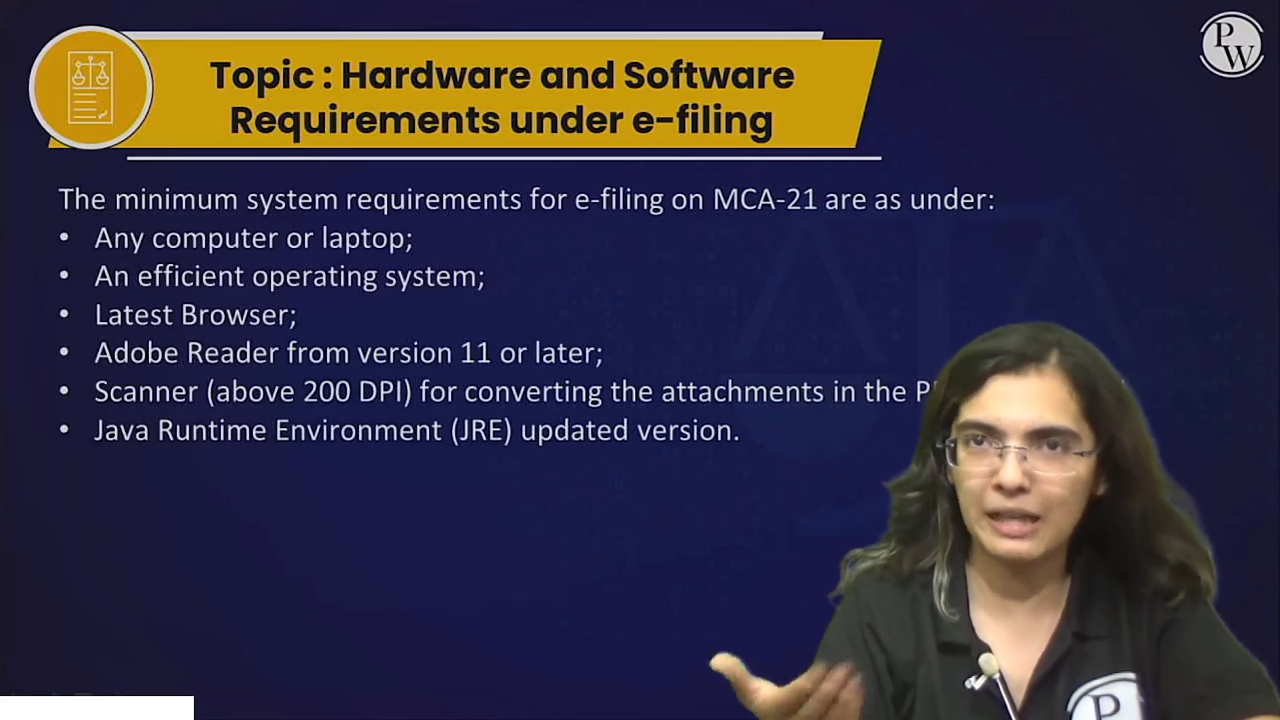 P
W
Topic : Hardware and Software
Requirements under e-filing
The minimum system requirements for e-filing on MCA-21 are as under:
• Any computer or laptop;
• An efficient operating system;
• Latest Browser;
• Adobe Reader from version 11 or later;
• Scanner (above 200 DPI) for converting the attachments in the
• Java Runtime Environment (JRE) updated version.
P